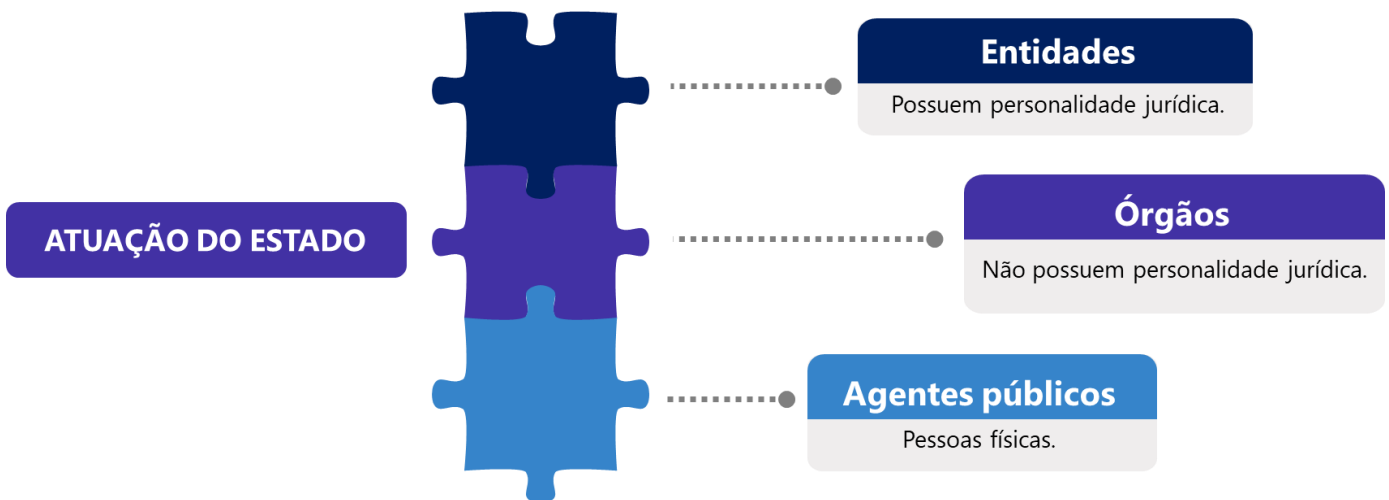 ATUAÇÃO DO ESTADO
Entidades
Possuem personalidade jurídica.
Órgãos
Não possuem personalidade jurídica.
Agentes públicos
Pessoas físicas.